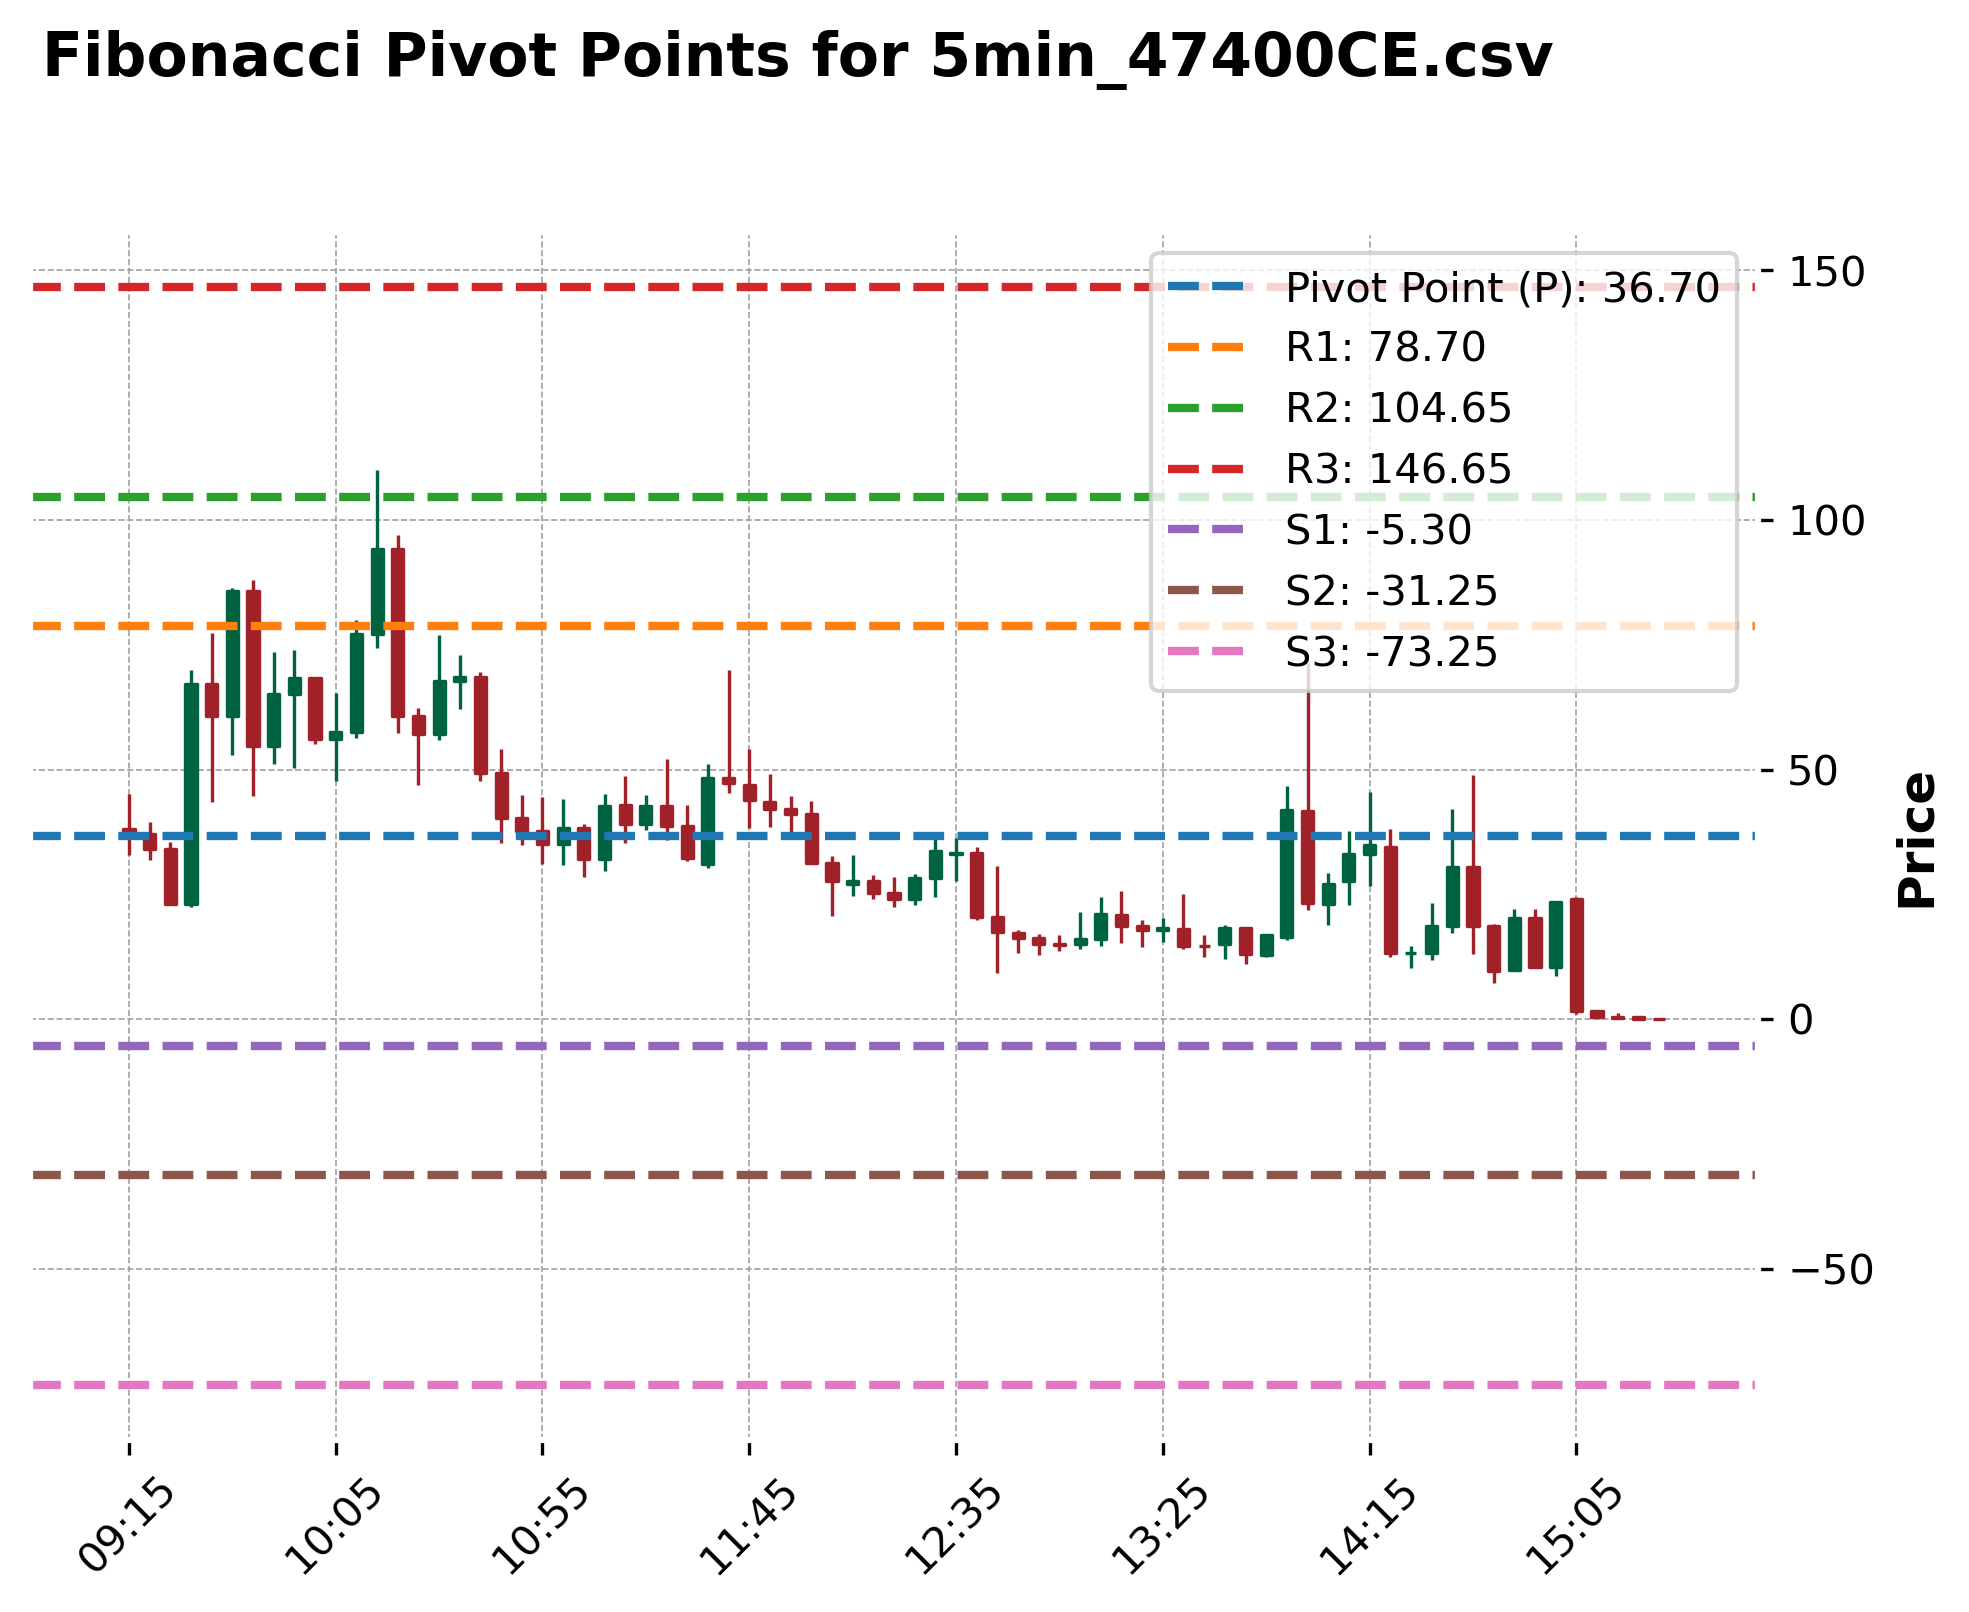 Fibonacci Pivot Points for 5min_47400CE.csv
Pivot Point (P): 36.70
R1: 78.70
R2: 104.65
R3: 146.65
S1: -5.30
S2: -31.25
S3: -73.25
150
100
50
0
−50
Price
09:15
10:05
10:55
11:45
12:35
13:25
14:15
15:05